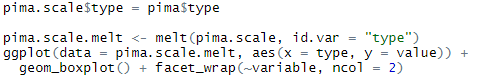 pima.scale$type = pima$type
pima.scale.melt <- melt(pima.scale, id.var = "type")
ggplot(data = pima.scale.melt, aes(x = type, y = value)) +
  geom_boxplot() + facet_wrap(~variable, ncol = 2)